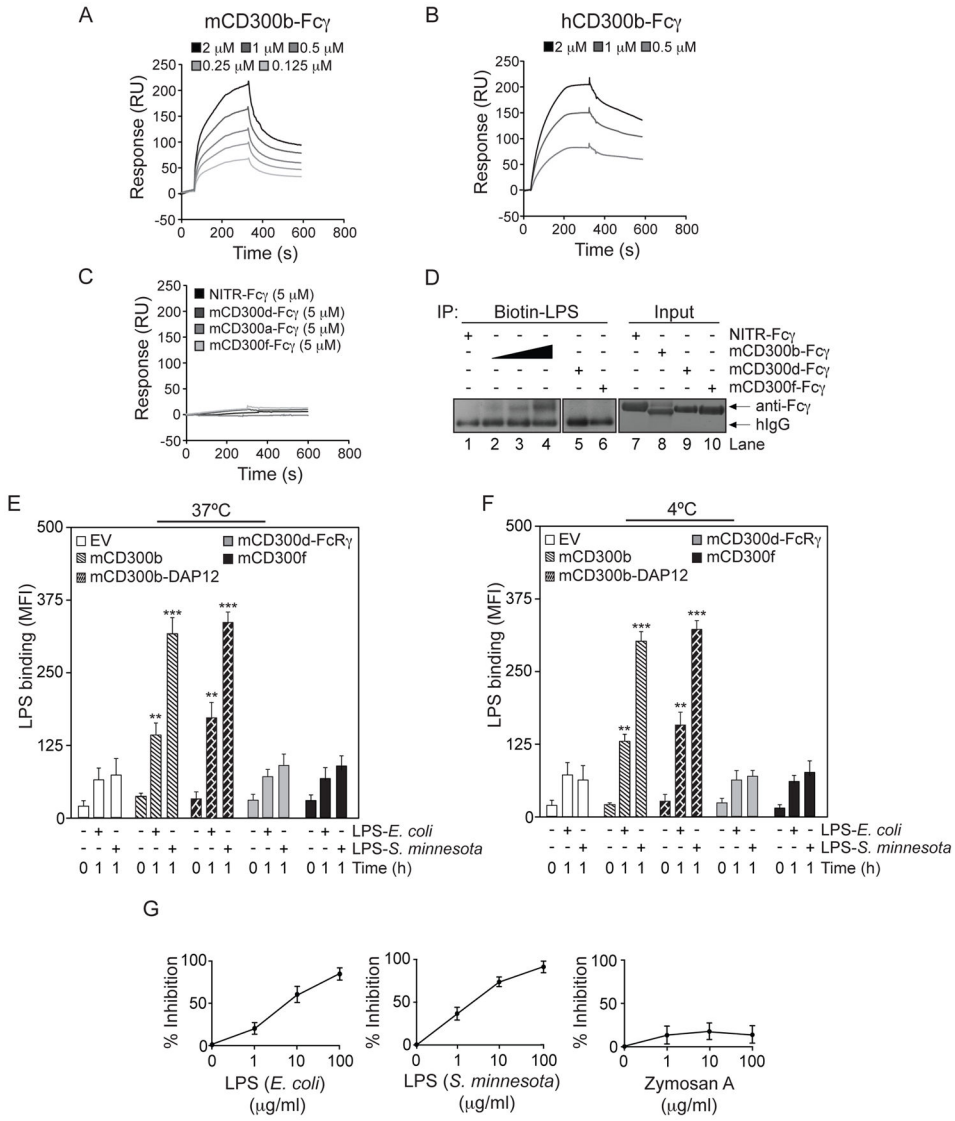 A
mCD300b-Fcγ
2 μM 1 μM 0.5 μM
0.25 μM 0.125 μM
Response (RU)
250
200
150
100
50
0
-50
0 200 400 600 800
Time (s)
B
hCD300b-Fcγ
2 μM 1 μM 0.5 μM
Response (RU)
250
200
150
100
50
0
-50
0 200 400 600 800
Time (s)
C
NITR-Fcγ (5 μM)
mCD300d-Fcγ (5 μM)
mCD300a-Fcγ (5 μM)
mCD300f-Fcγ (5 μM)
Response (RU)
250
200
150
100
50
0
-50
0 200 400 600 800
Time (s)
D
IP: Biotin-LPS Input
+ - - - - - + - - - NITR-Fcγ
- - - - + - - mCD300b-Fcγ
- - - - + - - - + - mCD300d-Fcγ
- - - - - + - - - + mCD300f-Fcγ
anti-Fcγ
hIgG
1 2 3 4 5 6 7 8 9 10 Lane
E
37ºC
EV
mCD300b
mCD300b-DAP12
mCD300d-FcRγ
mCD300f
LPS binding (MFI)
500
375
250
125
0
** *** ** ***
- + - - + - - + - - + - - + - LPS-E. coli
- - + - - + - - + - - + - - + LPS-S. minnesota
0 1 1 0 1 1 0 1 1 0 1 1 0 1 1 Time (h)
F
4ºC
EV
mCD300b
mCD300b-DAP12
mCD300d-FcRγ
mCD300f
LPS binding (MFI)
500
375
250
125
0
** *** ** ***
- + - - + - - + - - + - - + - LPS-E. coli
- - + - - + - - + - - + - - + LPS-S. minnesota
0 1 1 0 1 1 0 1 1 0 1 1 0 1 1 Time (h)
G
% Inhibition
100
50
0
0 1 10 100
LPS (E. coli)
(μg/ml)
% Inhibition
100
50
0
0 1 10 100
LPS (S. minnesota)
(μg/ml)
% Inhibition
100
50
0
0 1 10 100
Zymosan A
(μg/ml)